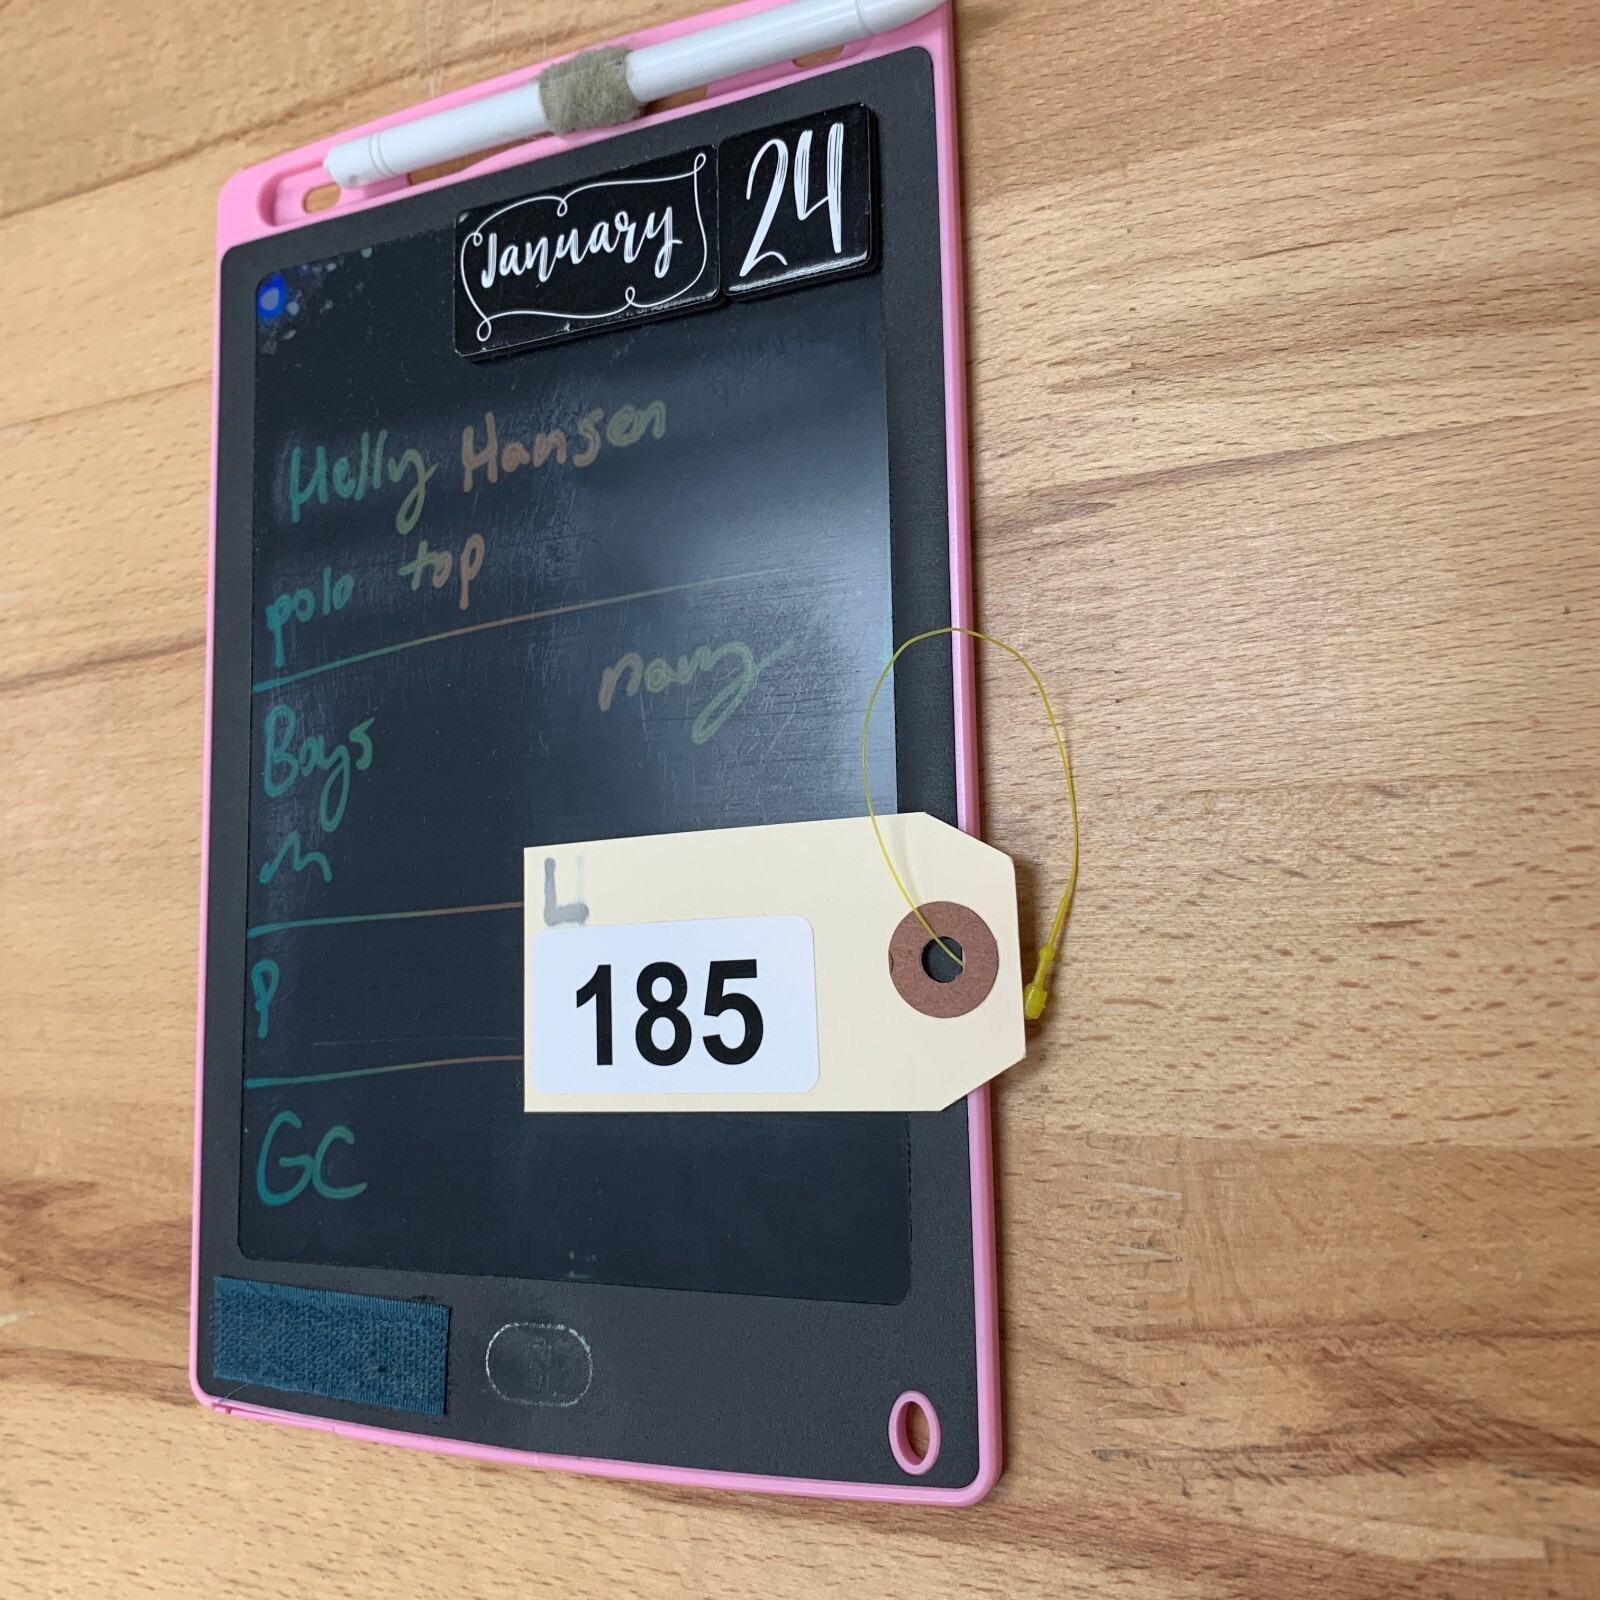 January 24
Helly Hansen
polo top
navy
Boys
m
L
185
P
GC